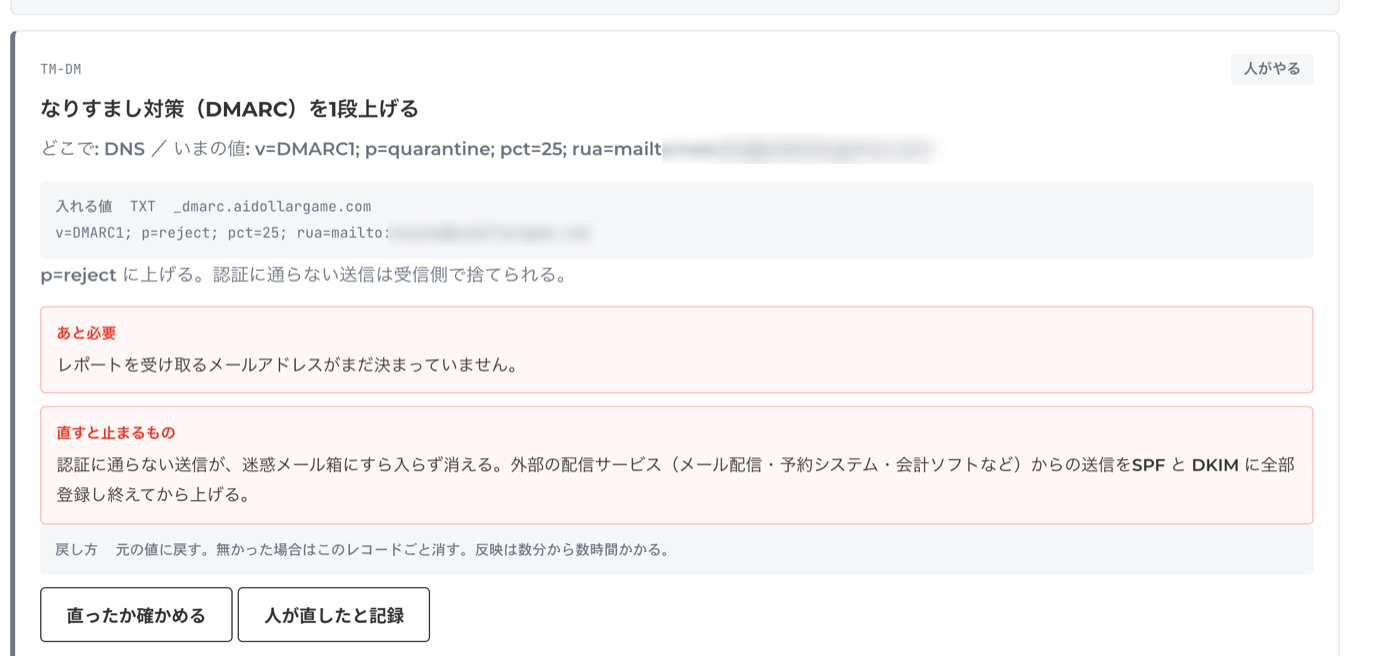 TM-DM
人がやる
なりすまし対策（DMARC）を1段上げる
どこで: DNS ／ いまの値: v=DMARC1; p=quarantine; pct=25; rua=mailt
入れる値 TXT _dmarc.aidollargame.com
v=DMARC1; p=reject; pct=25; rua=mailto:
p=reject に上げる。認証に通らない送信は受信側で捨てられる。
あと必要
レポートを受け取るメールアドレスがまだ決まっていません。
直すと止まるもの
認証に通らない送信が、迷惑メール箱にすら入らず消える。外部の配信サービス（メール配信・予約システム・会計ソフトなど）からの送信をSPF と DKIM に全部
登録し終えてから上げる。
戻し方 元の値に戻す。無かった場合はこのレコードごと消す。反映は数分から数時間かかる。
直ったか確かめる
人が直したと記録